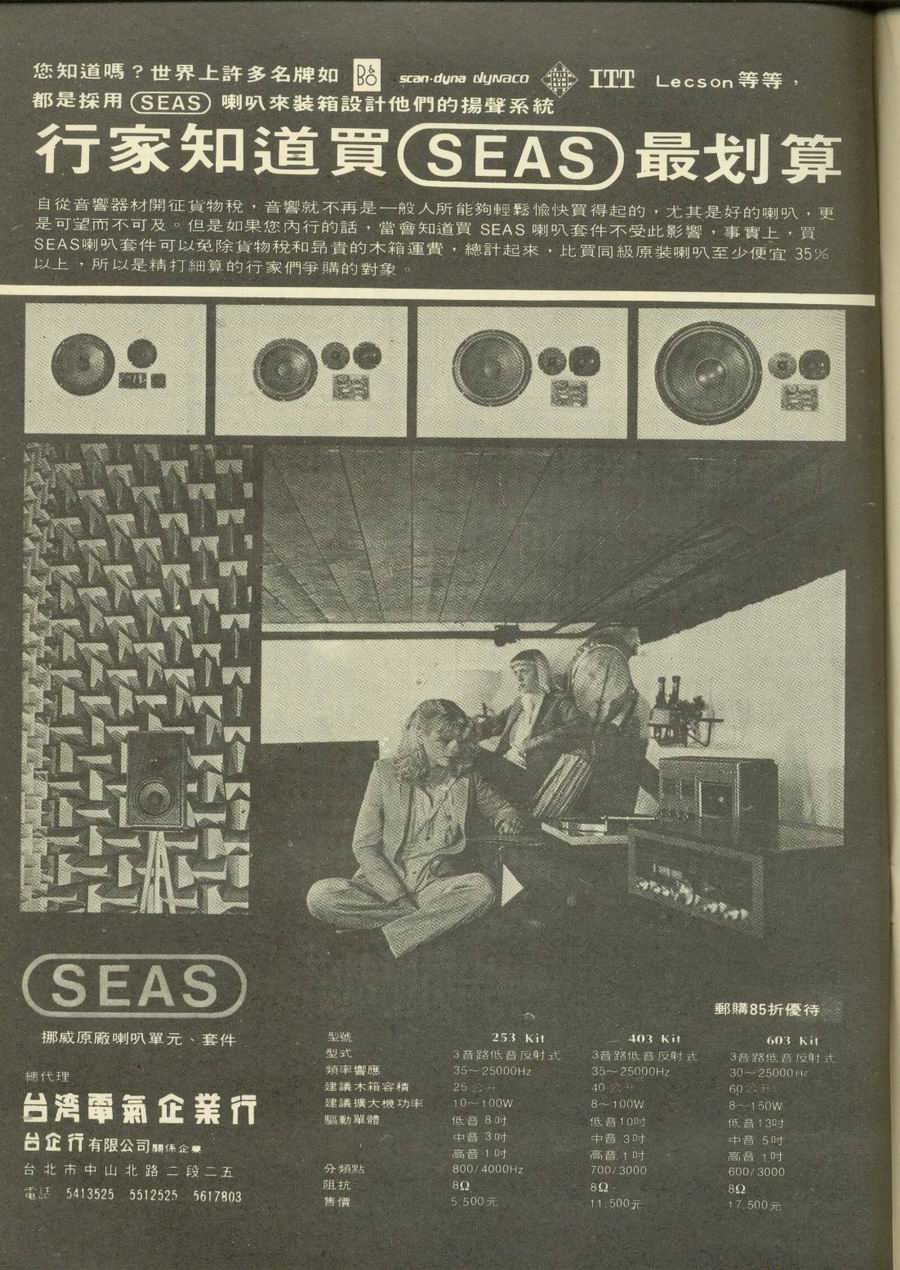 您知道嗎？世界上許多名牌如 B&O scan-dyna dynaco TELEFUNKEN ITT Lecson等等，
都是採用 SEAS 喇叭來裝箱設計他們的揚聲系統
行家知道買 SEAS 最划算
自從音響器材開征貨物稅，音響就不再是一般人所能夠輕鬆愉快買得起的，尤其是好的喇叭，更
是可望而不可及。但是如果您內行的話，當會知道買 SEAS 喇叭套件不受此影響，事實上，買
SEAS喇叭套件可以免除貨物稅和昂貴的木箱運費，總計起來，比買同級原裝喇叭至少便宜 35%
以上，所以是精打細算的行家們爭購的對象。
SEAS
挪威原廠喇叭單元、套件
總代理
台湾電氣企業行
台企行有限公司關係企業
台北市中山北路二段二五
電話 5413525 5512525 5617803
郵購85折優待
型號 253 Kit 403 Kit 603 Kit
型式 3音路低音反射式 3音路低音反射式 3音路低音反射式
頻率響應 35～25000Hz 35～25000Hz 30～25000Hz
建議木箱容積 25公升 40公升 60公升
建議擴大機功率 10～100W 8～100W 8～150W
驅動單體 低音 8吋 低音10吋 低音13吋
中音 3吋 中音 3吋 中音 5吋
高音 1吋 高音 1吋 高音 1吋
分頻點 800/4000Hz 700/3000 600/3000
阻抗 8Ω 8Ω 8Ω
售價 5,500元 11,500元 17,500元